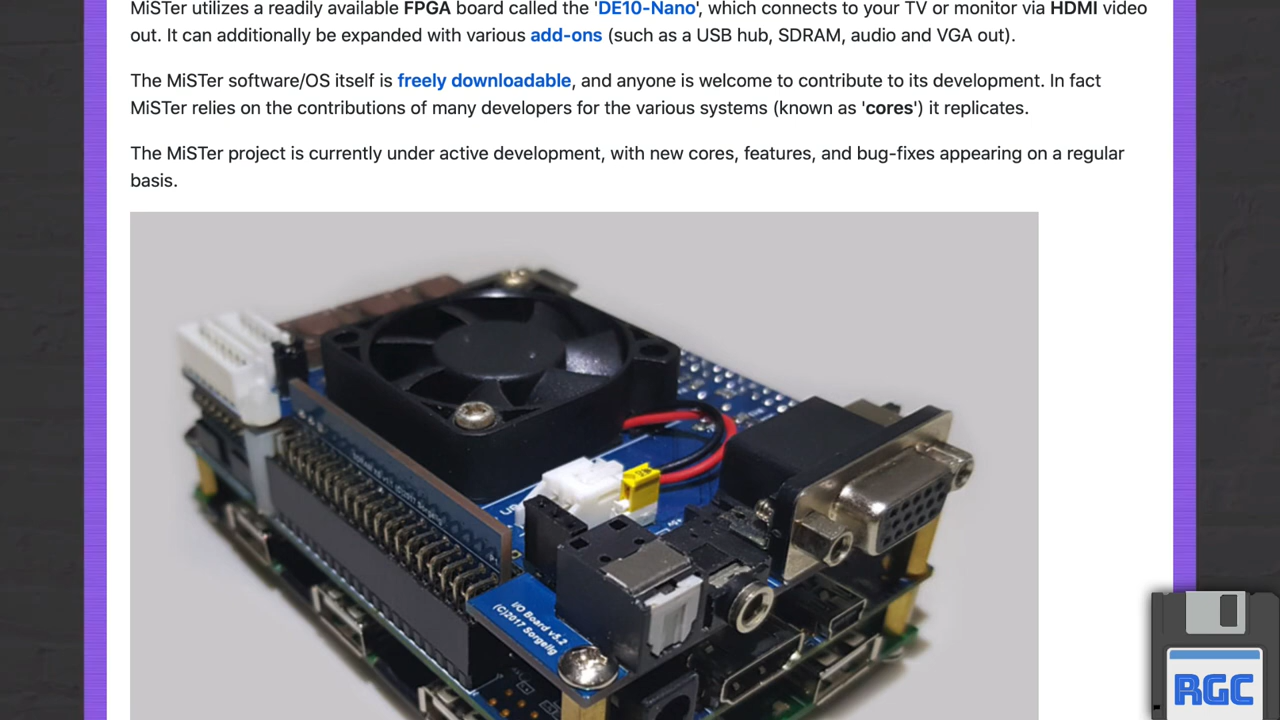 MiSTer utilizes a readily available FPGA board called the 'DE10-Nano', which connects to your TV or monitor via HDMI video
out. It can additionally be expanded with various add-ons (such as a USB hub, SDRAM, audio and VGA out).
The MiSTer software/OS itself is freely downloadable, and anyone is welcome to contribute to its development. In fact
MiSTer relies on the contributions of many developers for the various systems (known as 'cores') it replicates.
The MiSTer project is currently under active development, with new cores, features, and bug-fixes appearing on a regular
basis.
I/O Board v5.2
(C)2017 Sorgelig
RGC